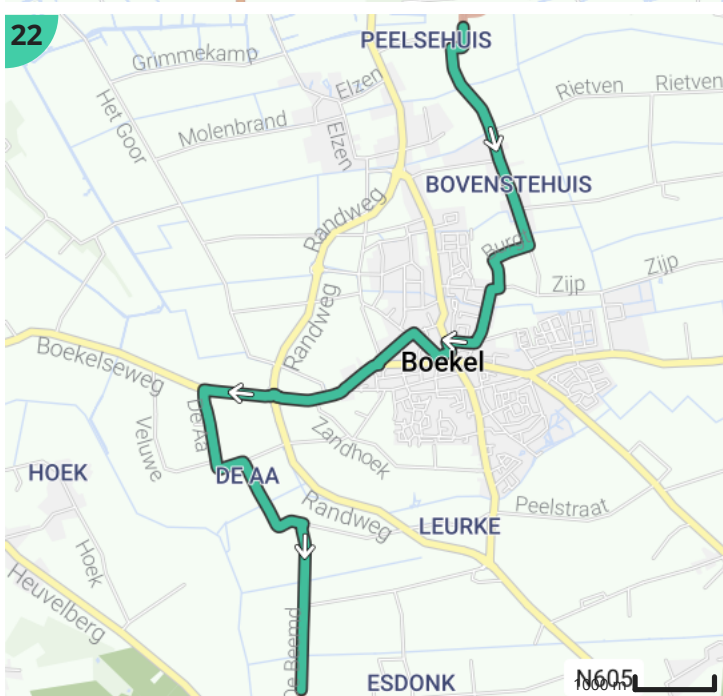 22
PEELSEHUIS
Grimmekamp
Elzen
Rietven
Rietven
Het Goor
Molenbrand
Elzen
BOVENSTEHUIS
Randweg
Zijp
Zijp
Randweg
Boekelseweg
Boekel
De Aa
Veluwe
Zandhoek
HOEK
DE AA
Randweg
Peelstraat
LEURKE
Hoek
Heuvelberg
De Beemd
ESDONK
N605
1000 m